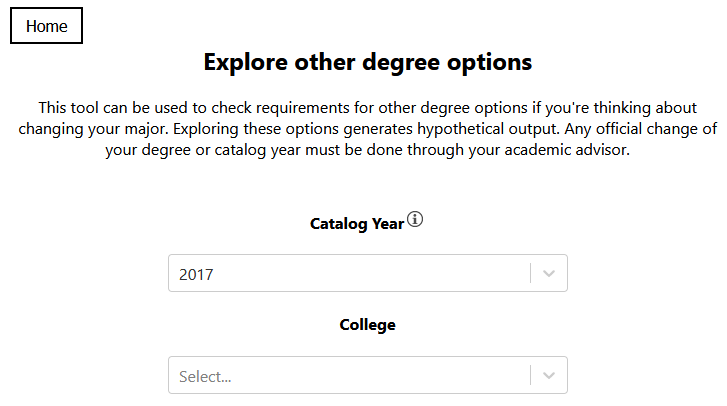 Home
Explore other degree options
This tool can be used to check requirements for other degree options if you're thinking about
changing your major. Exploring these options generates hypothetical output. Any official change of
your degree or catalog year must be done through your academic advisor.
Catalog Year
2017
College
Select...